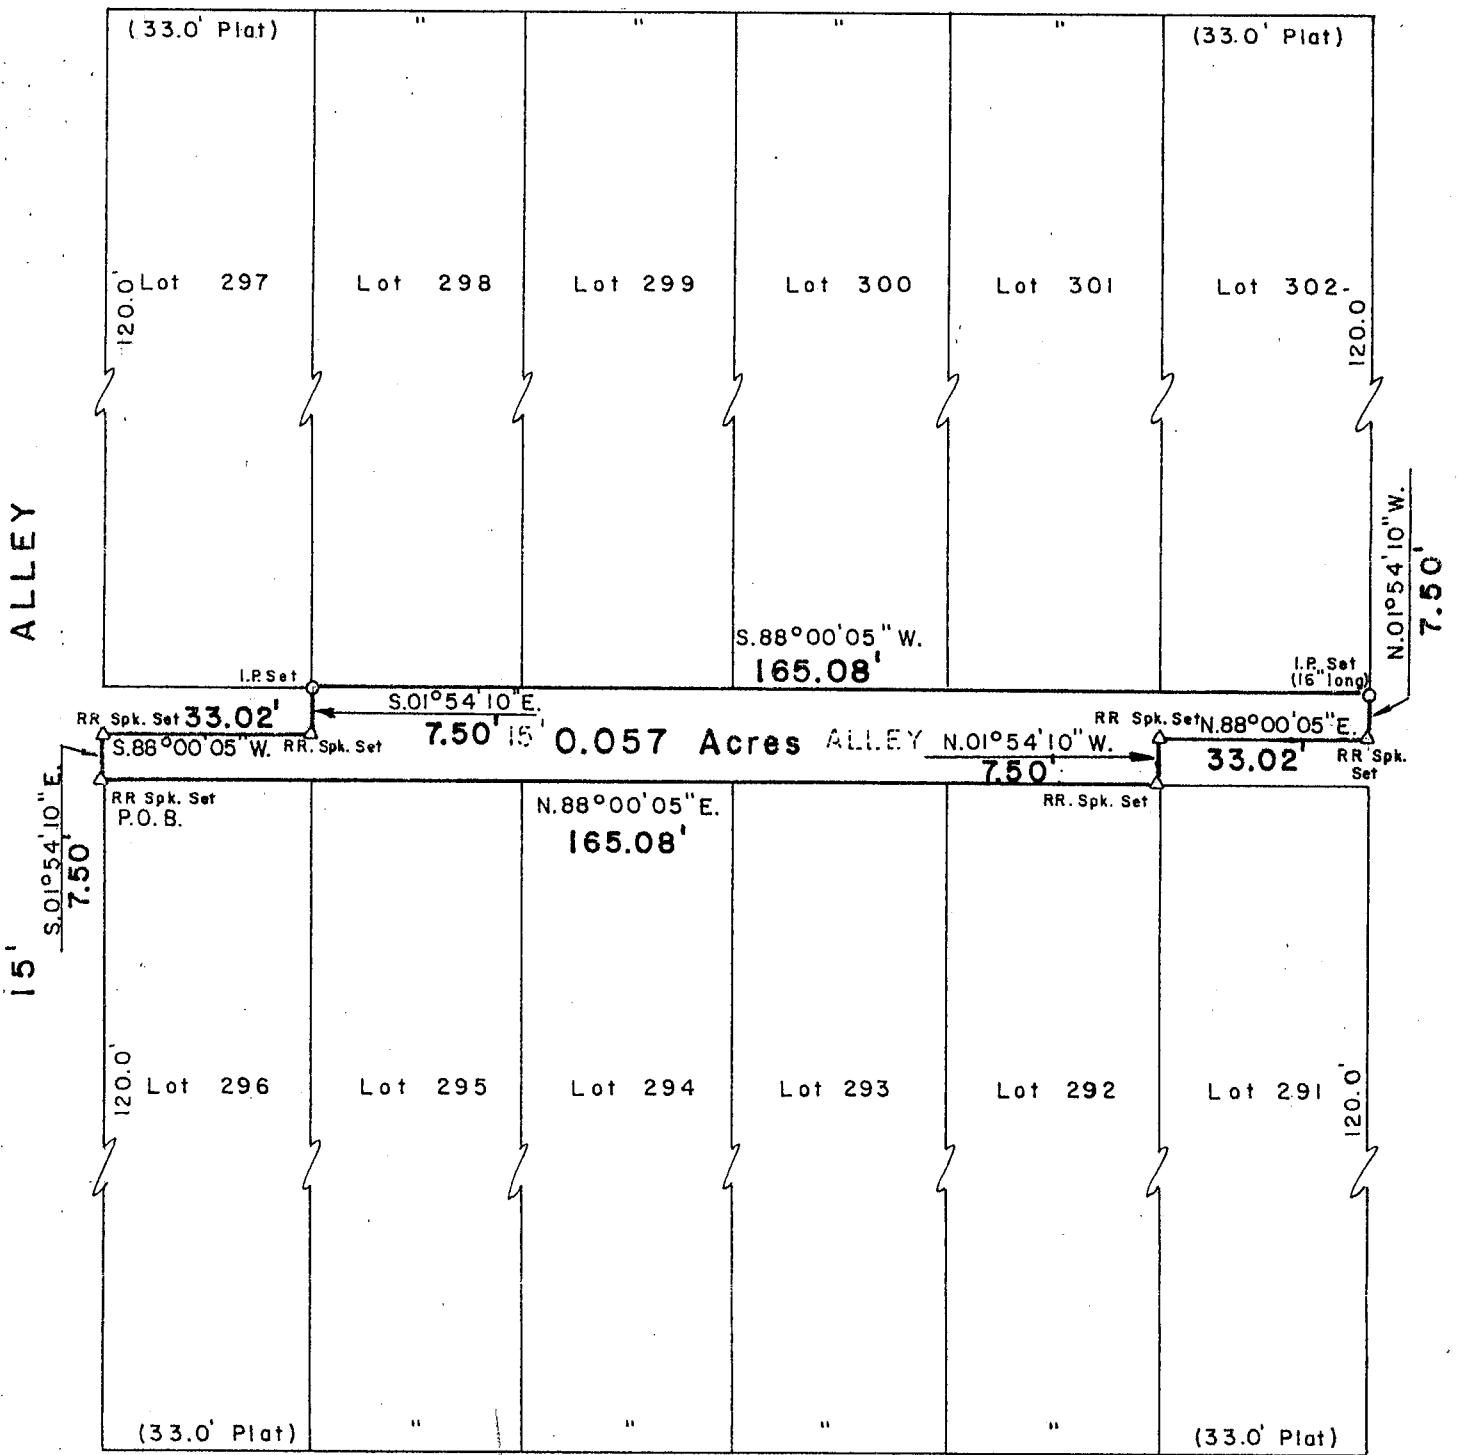 (33.0' Plat) " " " " (33.0' Plat)
Lot 297 Lot 298 Lot 299 Lot 300 Lot 301 Lot 302
120.0'
120.0
ALLEY
15'
N.01°54'10"W.
7.50'
S.88°00'05"W.
165.08'
I.P. Set
I.P. Set
(16" long)
S.01°54'10"E.
7.50'
RR Spk. Set 33.02'
S.88°00'05"W. RR. Spk. Set
15' 0.057 Acres ALLEY
N.01°54'10"W.
7.50'
RR Spk. Set N.88°00'05"E.
33.02'
RR Spk.
Set
RR Spk. Set
P.O.B.
N.88°00'05"E.
165.08'
RR. Spk. Set
S.01°54'10"E.
7.50'
Lot 296 Lot 295 Lot 294 Lot 293 Lot 292 Lot 291
120.0'
120.0'
(33.0' Plat) " " " " (33.0' Plat)